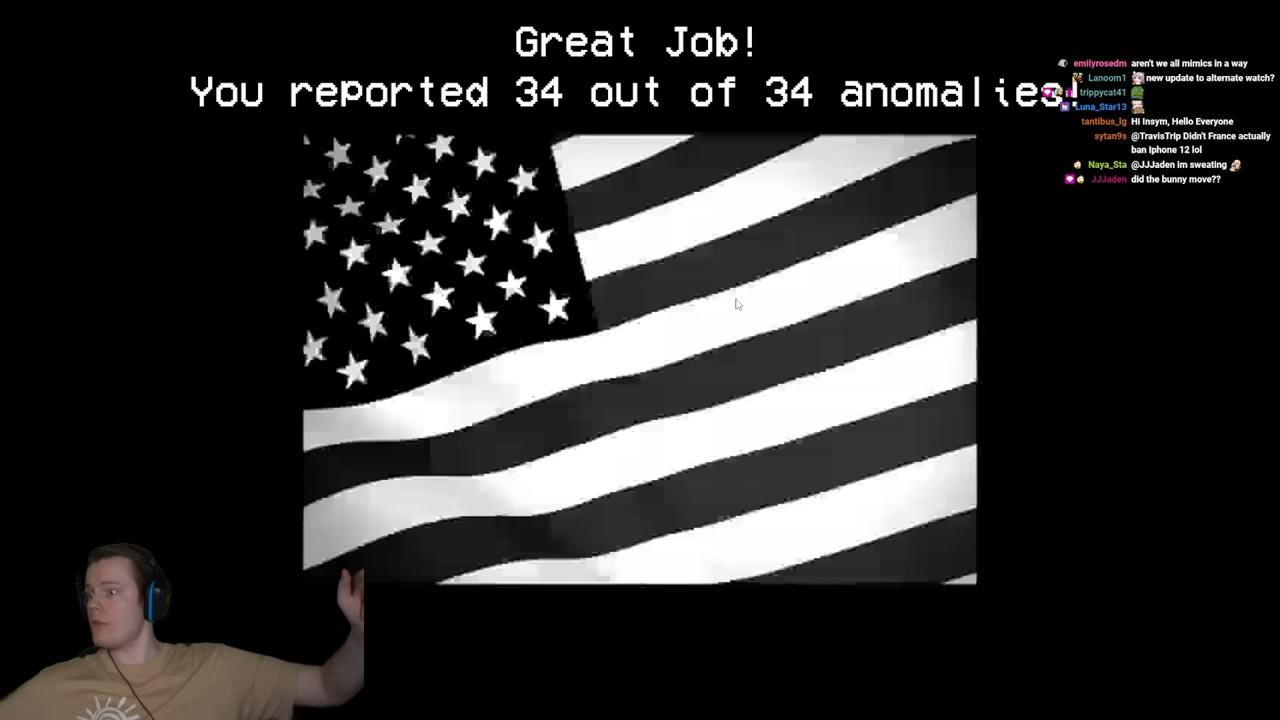 Great Job!
You reported 34 out of 34 anomalies!
emilyrosedm aren't we all mimics in a way
Lanoom1 new update to alternate watch?
trippycat41
Luna_Star13
tantibus_lg Hi Insym, Hello Everyone
sytan9s @TravisTrip Didn't France actually
ban Iphone 12 lol
Naya_Sta @JJJaden im sweating
JJJaden did the bunny move??